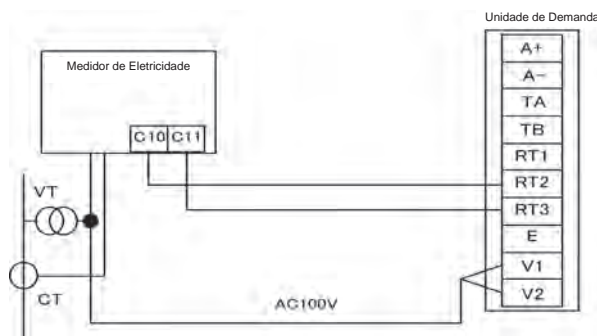 Unidade de Demanda
Medidor de Eletricidade
C10 C11
VT
CT
AC100V
A+
A-
TA
TB
RT1
RT2
RT3
E
V1
V2